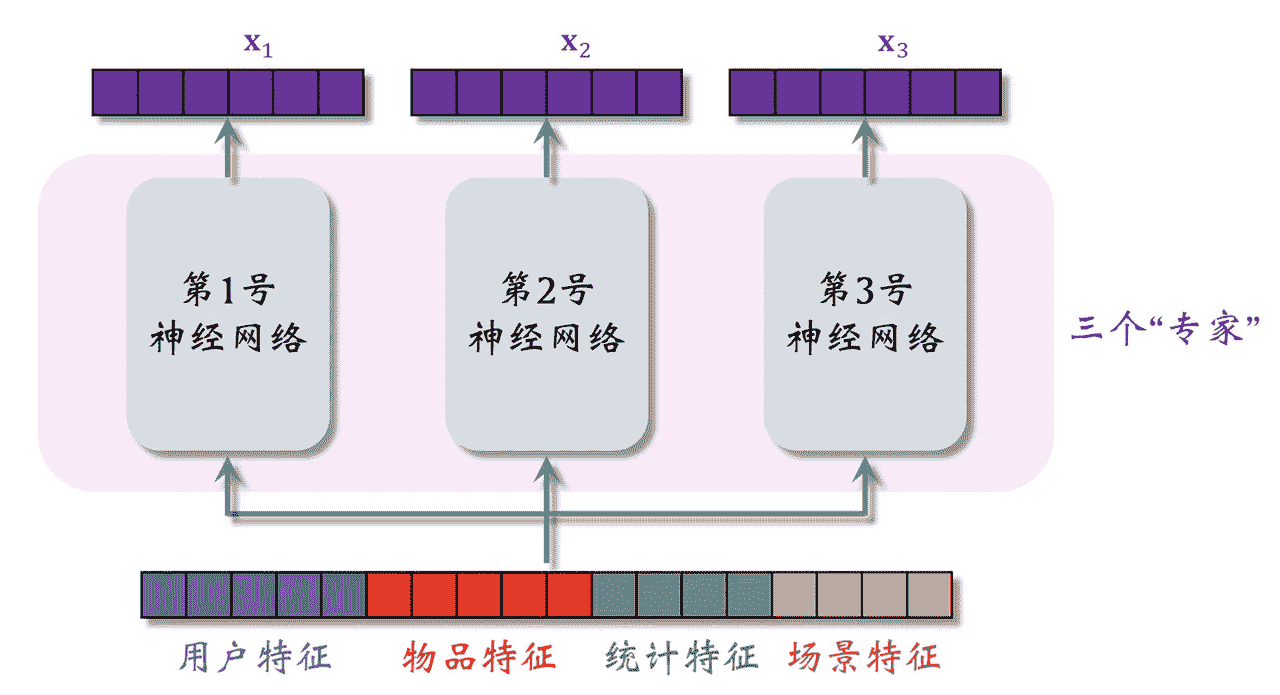 x₁
x₂
x₃
第1号
神经网络
第2号
神经网络
第3号
神经网络
三个“专家”
用户特征
物品特征
统计特征
场景特征